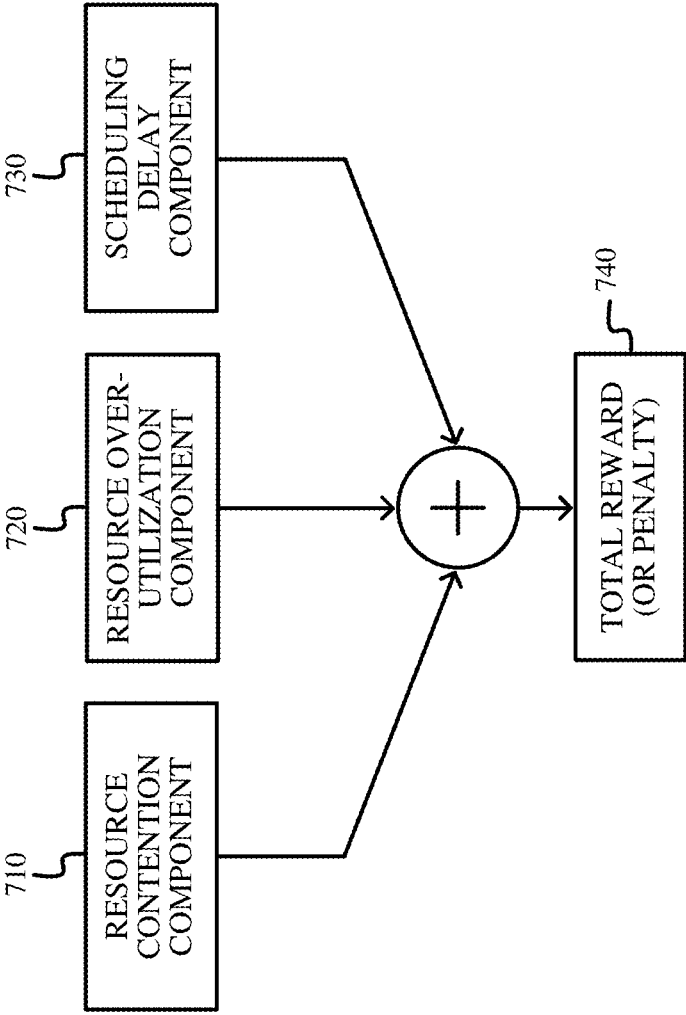 710
RESOURCE
CONTENTION
COMPONENT
720
RESOURCE OVER-
UTILIZATION
COMPONENT
730
SCHEDULING
DELAY
COMPONENT
+
740
TOTAL REWARD
(OR PENALTY)